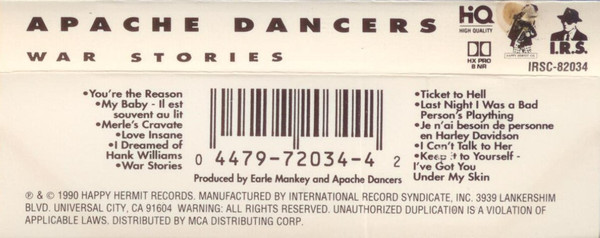 APACHE DANCERS
WAR STORIES
HiQ
HIGH QUALITY
HX PRO
B NR
HAPPY HERMIT CO.
I.R.S.
IRSC-82034
•You're the Reason
•My Baby - Il est
souvent au lit
•Merle's Cravate
•Love Insane
•I Dreamed of
Hank Williams
•War Stories
0 4479-72034-4 2
Produced by Earle Mankey and Apache Dancers
•Ticket to Hell
•Last Night I Was a Bad
Person's Plaything
•Je n'ai besoin de personne
en Harley Davidson
•I Can't Talk to Her
•Keep it to Yourself -
I've Got You
Under My Skin
℗ & © 1990 HAPPY HERMIT RECORDS. MANUFACTURED BY INTERNATIONAL RECORD SYNDICATE, INC. 3939 LANKERSHIM
BLVD. UNIVERSAL CITY, CA 91604 WARNING: ALL RIGHTS RESERVED. UNAUTHORIZED DUPLICATION IS A VIOLATION OF
APPLICABLE LAWS. DISTRIBUTED BY MCA DISTRIBUTING CORP.